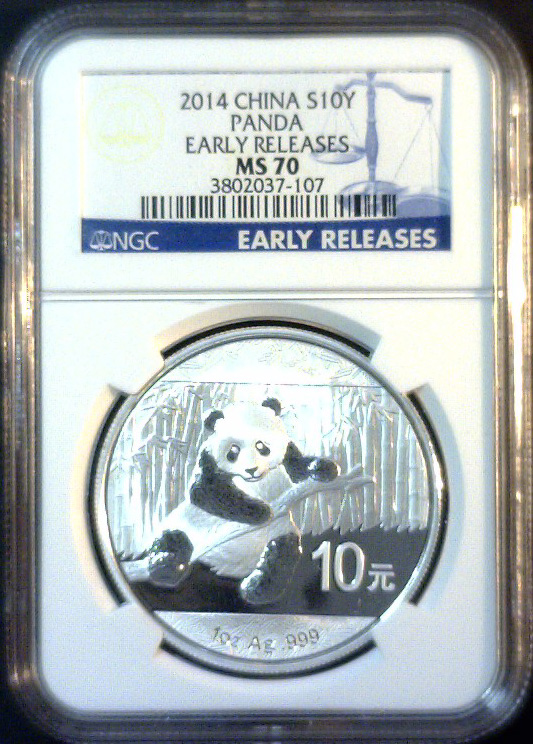 2014 CHINA S10Y
PANDA
EARLY RELEASES
MS 70
3802037-107
NGC EARLY RELEASES
10元
1oz Ag .999